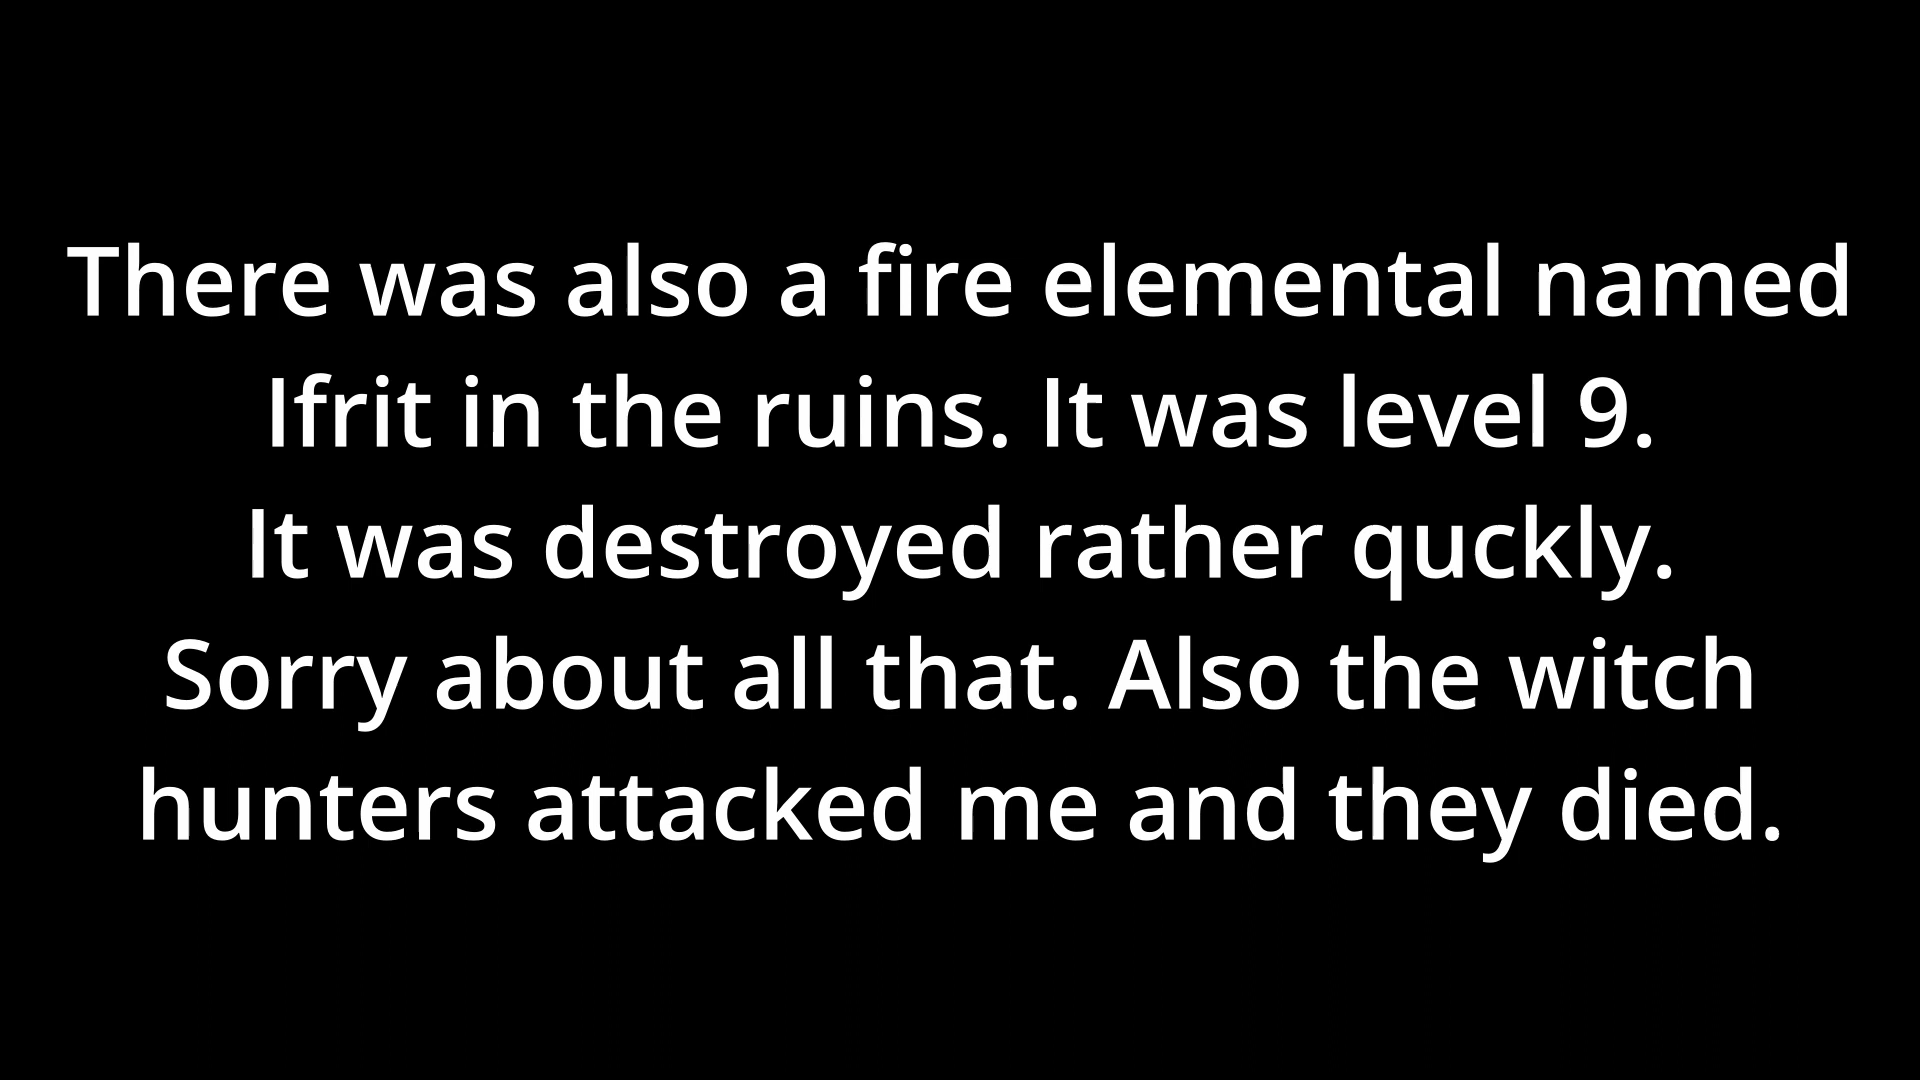 There was also a fire elemental named
Ifrit in the ruins. It was level 9.
It was destroyed rather quckly.
Sorry about all that. Also the witch
hunters attacked me and they died.